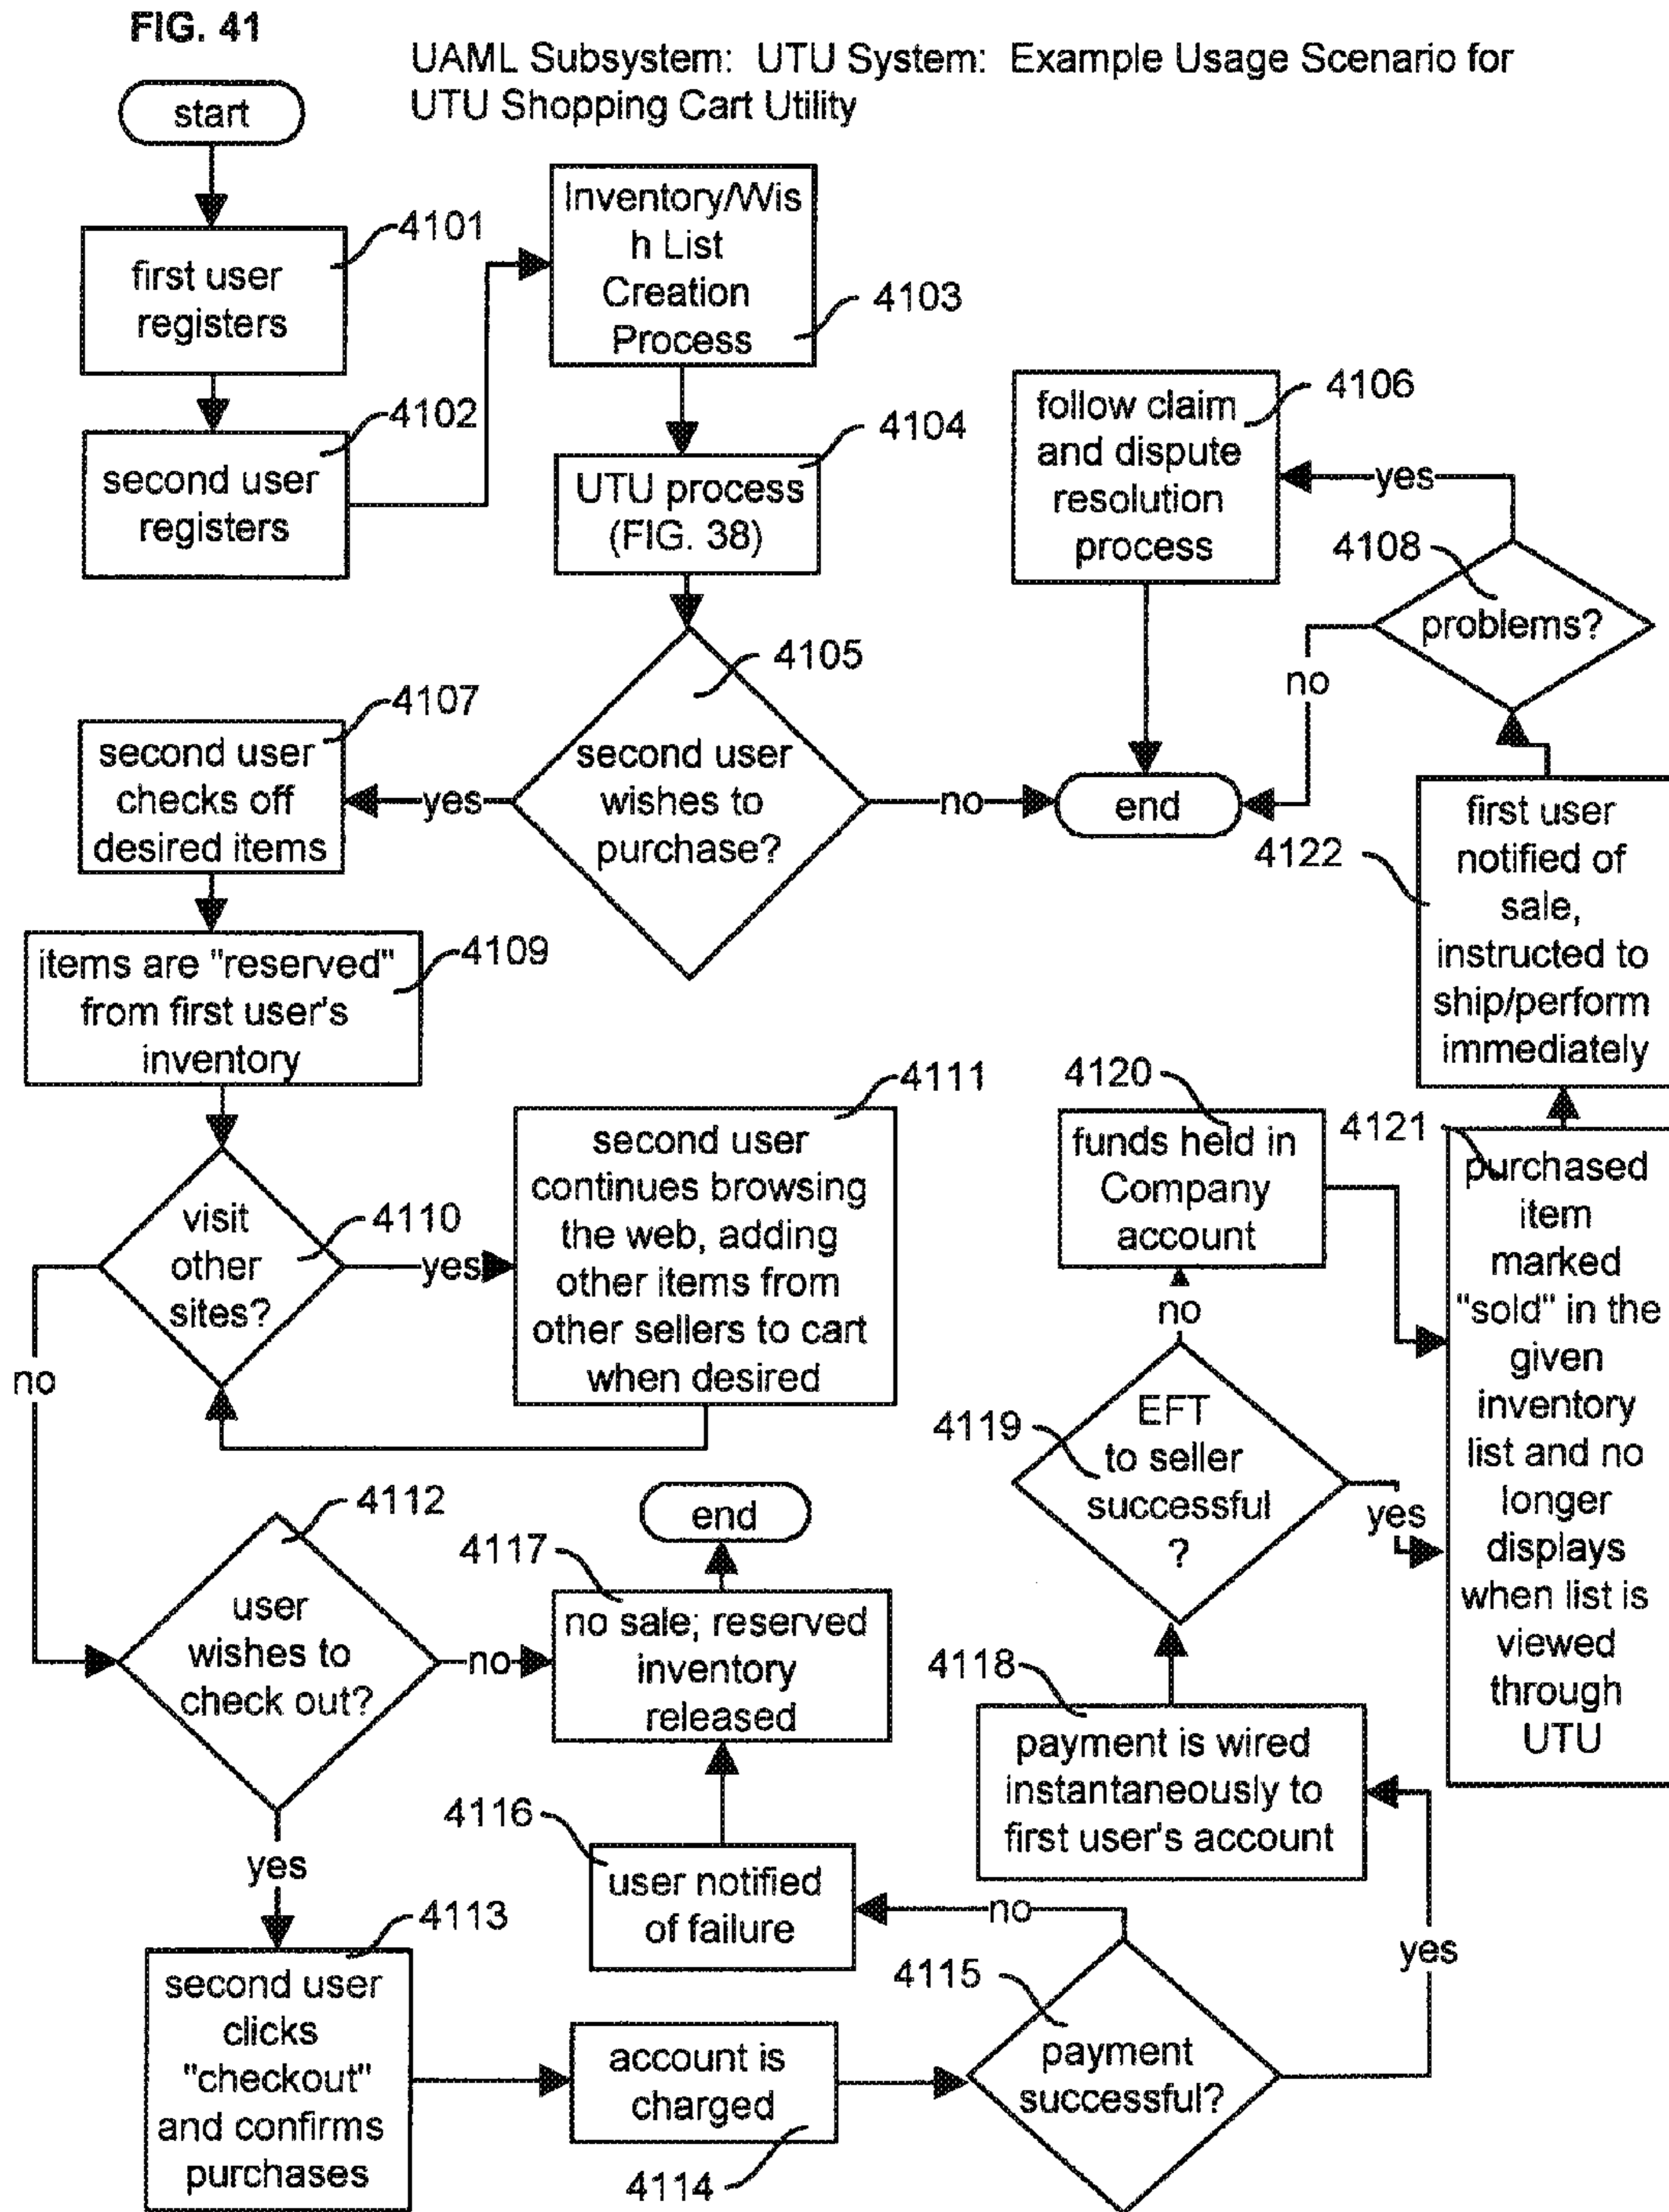 FIG. 41
UAML Subsystem: UTU System: Example Usage Scenario for
UTU Shopping Cart Utility
start
4101
first user
registers
4102
second user
registers
Inventory/Wis
h List
Creation
Process
4103
4104
UTU process
(FIG. 38)
4105
second user
wishes to
purchase?
yes
no
end
4106
follow claim
and dispute
resolution
process
yes
4108
problems?
no
4107
second user
checks off
desired items
4109
items are "reserved"
from first user's
inventory
4110
visit
other
sites?
yes
no
4111
second user
continues browsing
the web, adding
other items from
other sellers to cart
when desired
4112
user
wishes to
check out?
no
yes
4113
second user
clicks
"checkout"
and confirms
purchases
account is
charged
4114
4115
payment
successful?
no
yes
4116
user notified
of failure
4117
no sale; reserved
inventory
released
end
4118
payment is wired
instantaneously to
first user's account
4119
EFT
to seller
successful
?
no
yes
4120
funds held in
Company
account
4121
purchased
item
marked
"sold" in the
given
inventory
list and no
longer
displays
when list is
viewed
through
UTU
4122
first user
notified of
sale,
instructed to
ship/perform
immediately